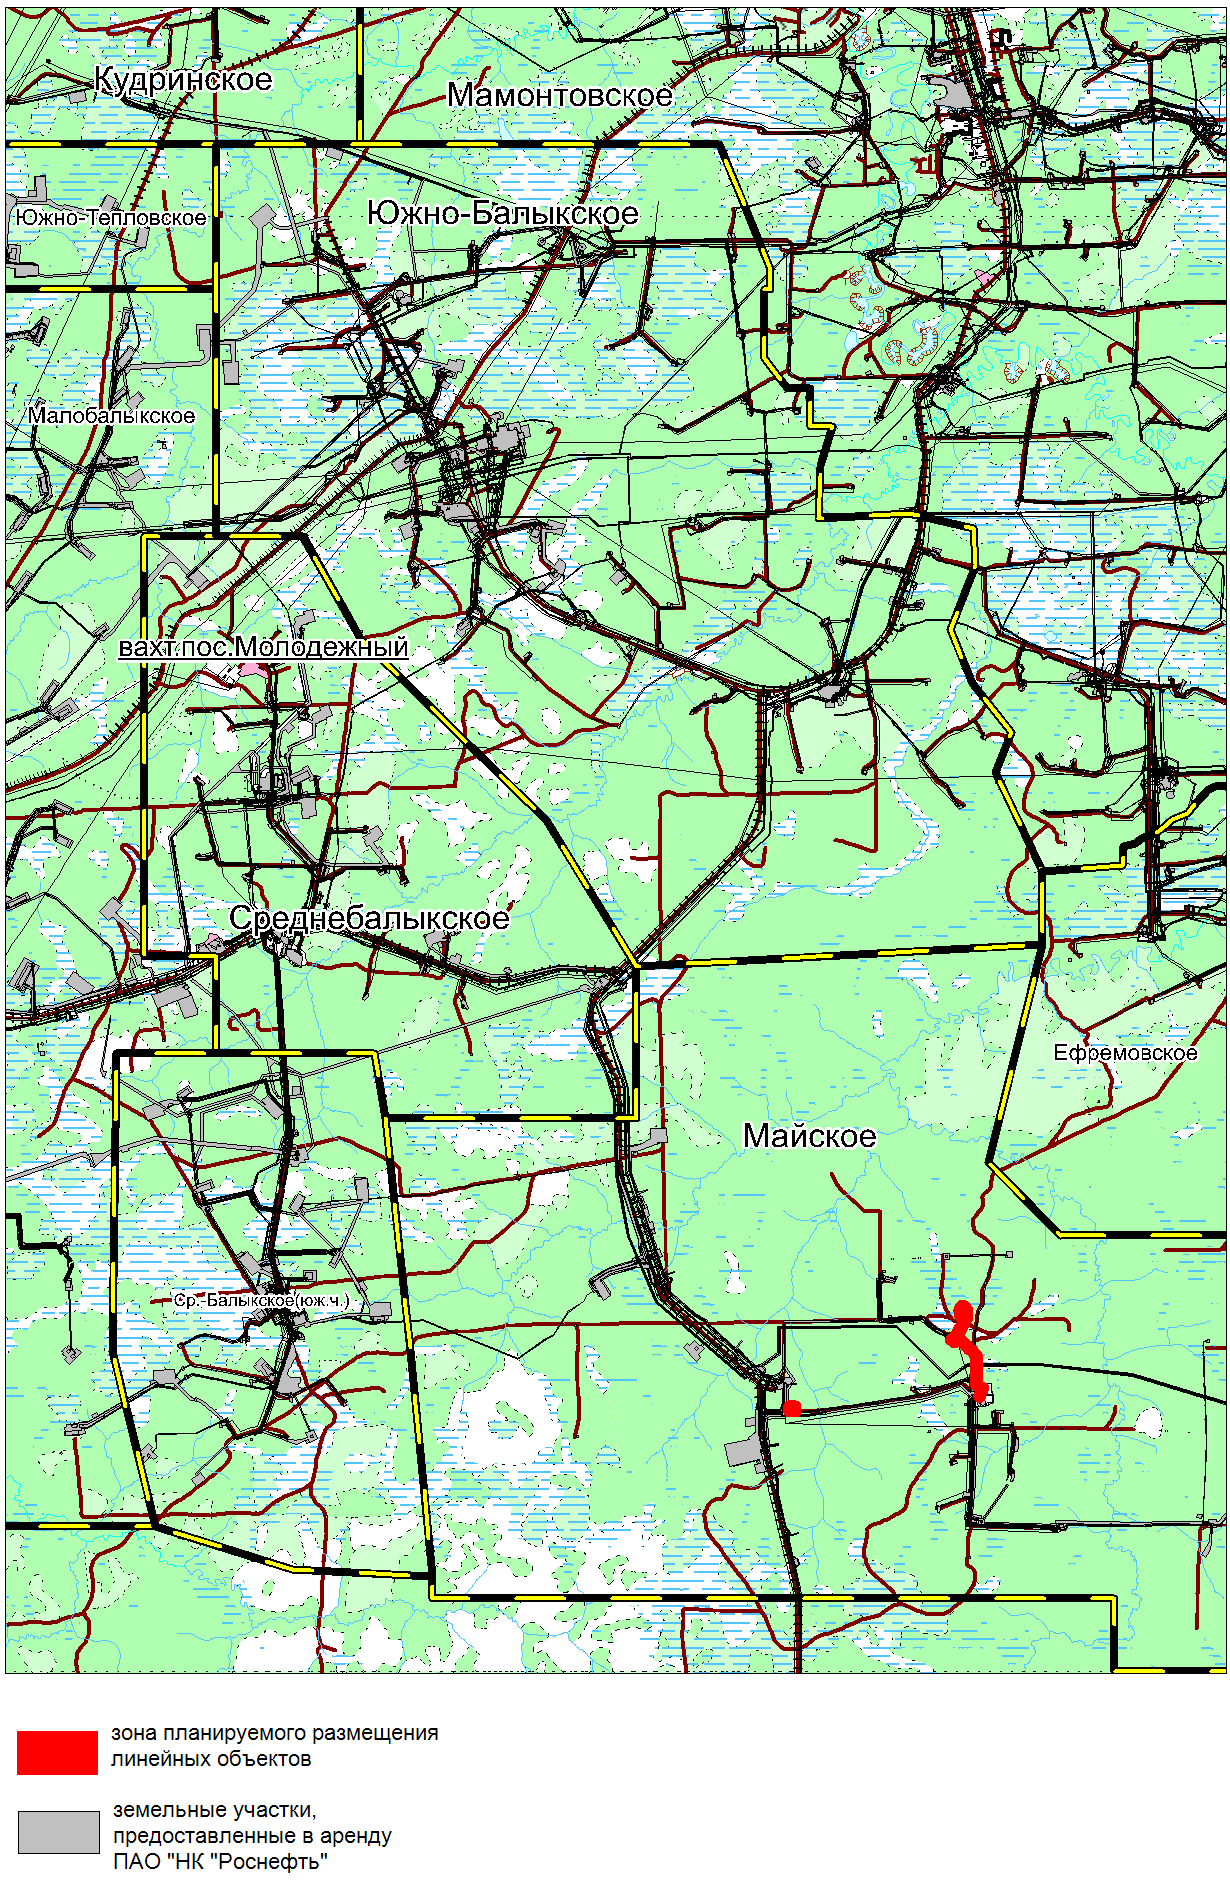 Кудринское
Мамонтовское
Южно-Тепловское
Южно-Балыкское
Малобалыкское
вахт.пос.Молодежный
Среднебалыкское
Ефремовское
Майское
Ср.-Балыкское(юж.ч.)
зона планируемого размещения
линейных объектов
земельные участки,
предоставленные в аренду
ПАО "НК "Роснефть"